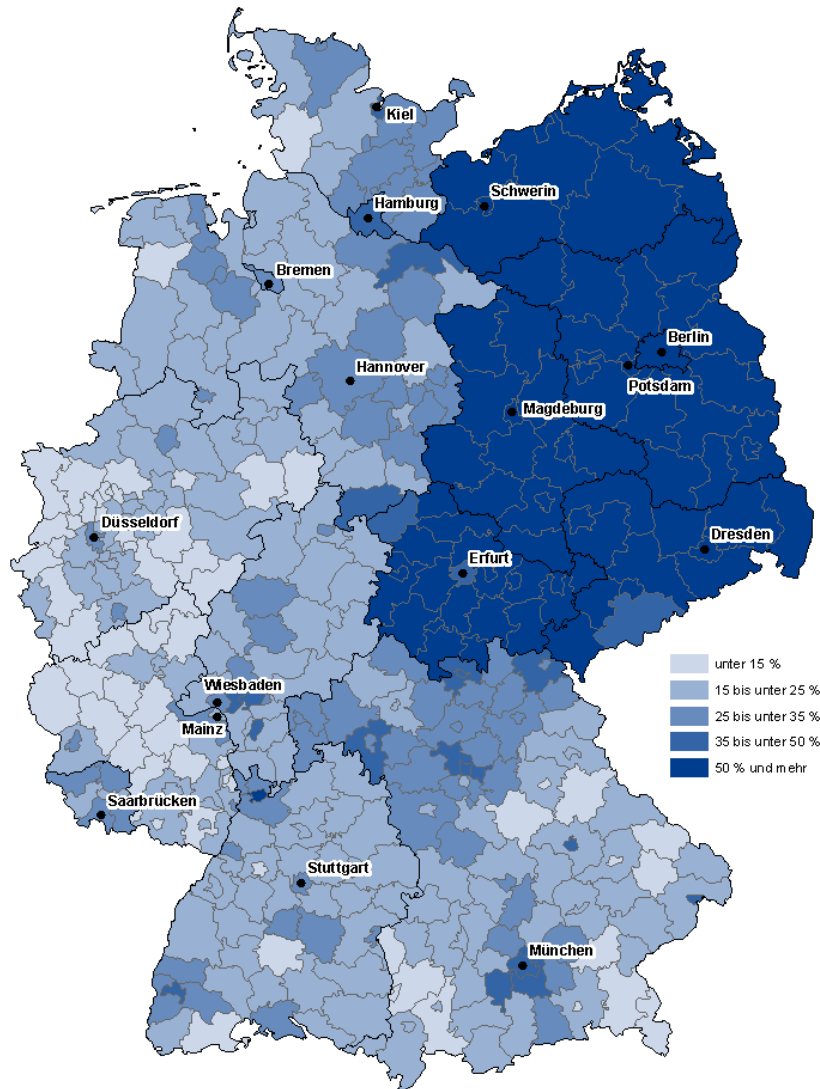 Kiel
Schwerin
Hamburg
Bremen
Berlin
Hannover
Potsdam
Magdeburg
Düsseldorf
Dresden
Erfurt
unter 15 %
15 bis unter 25 %
25 bis unter 35 %
35 bis unter 50 %
50 % und mehr
Wiesbaden
Mainz
Saarbrücken
Stuttgart
München